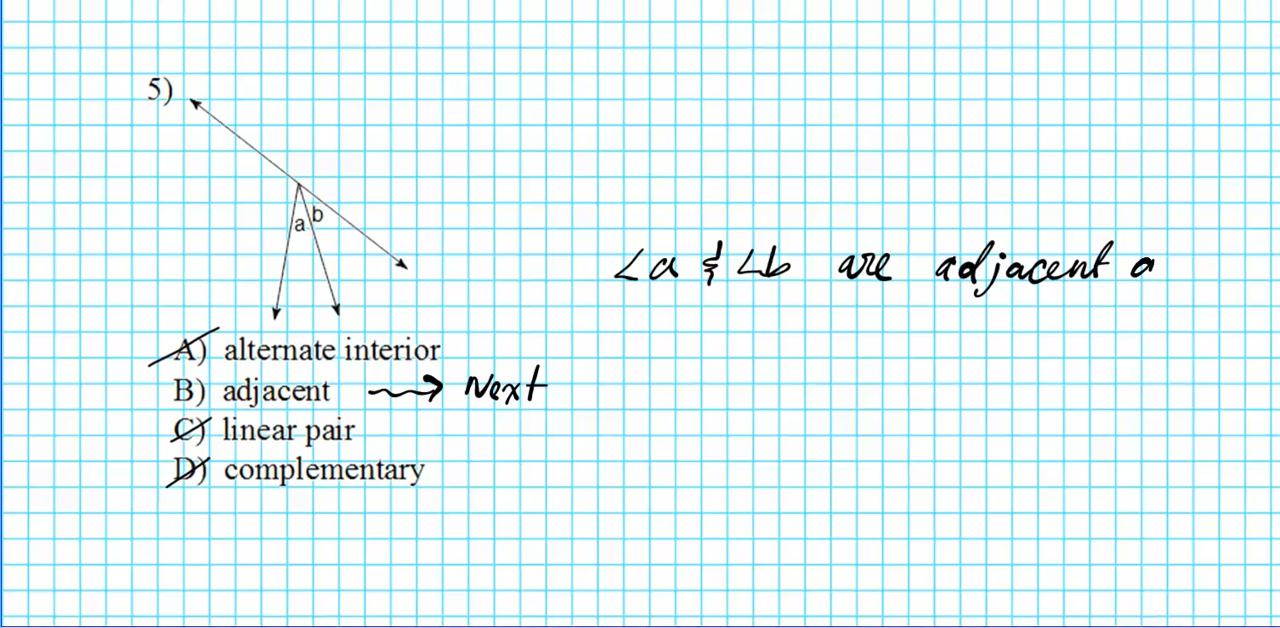 5)
a b
∠a & ∠b are adjacent a
A) alternate interior
B) adjacent → Next
C) linear pair
D) complementary